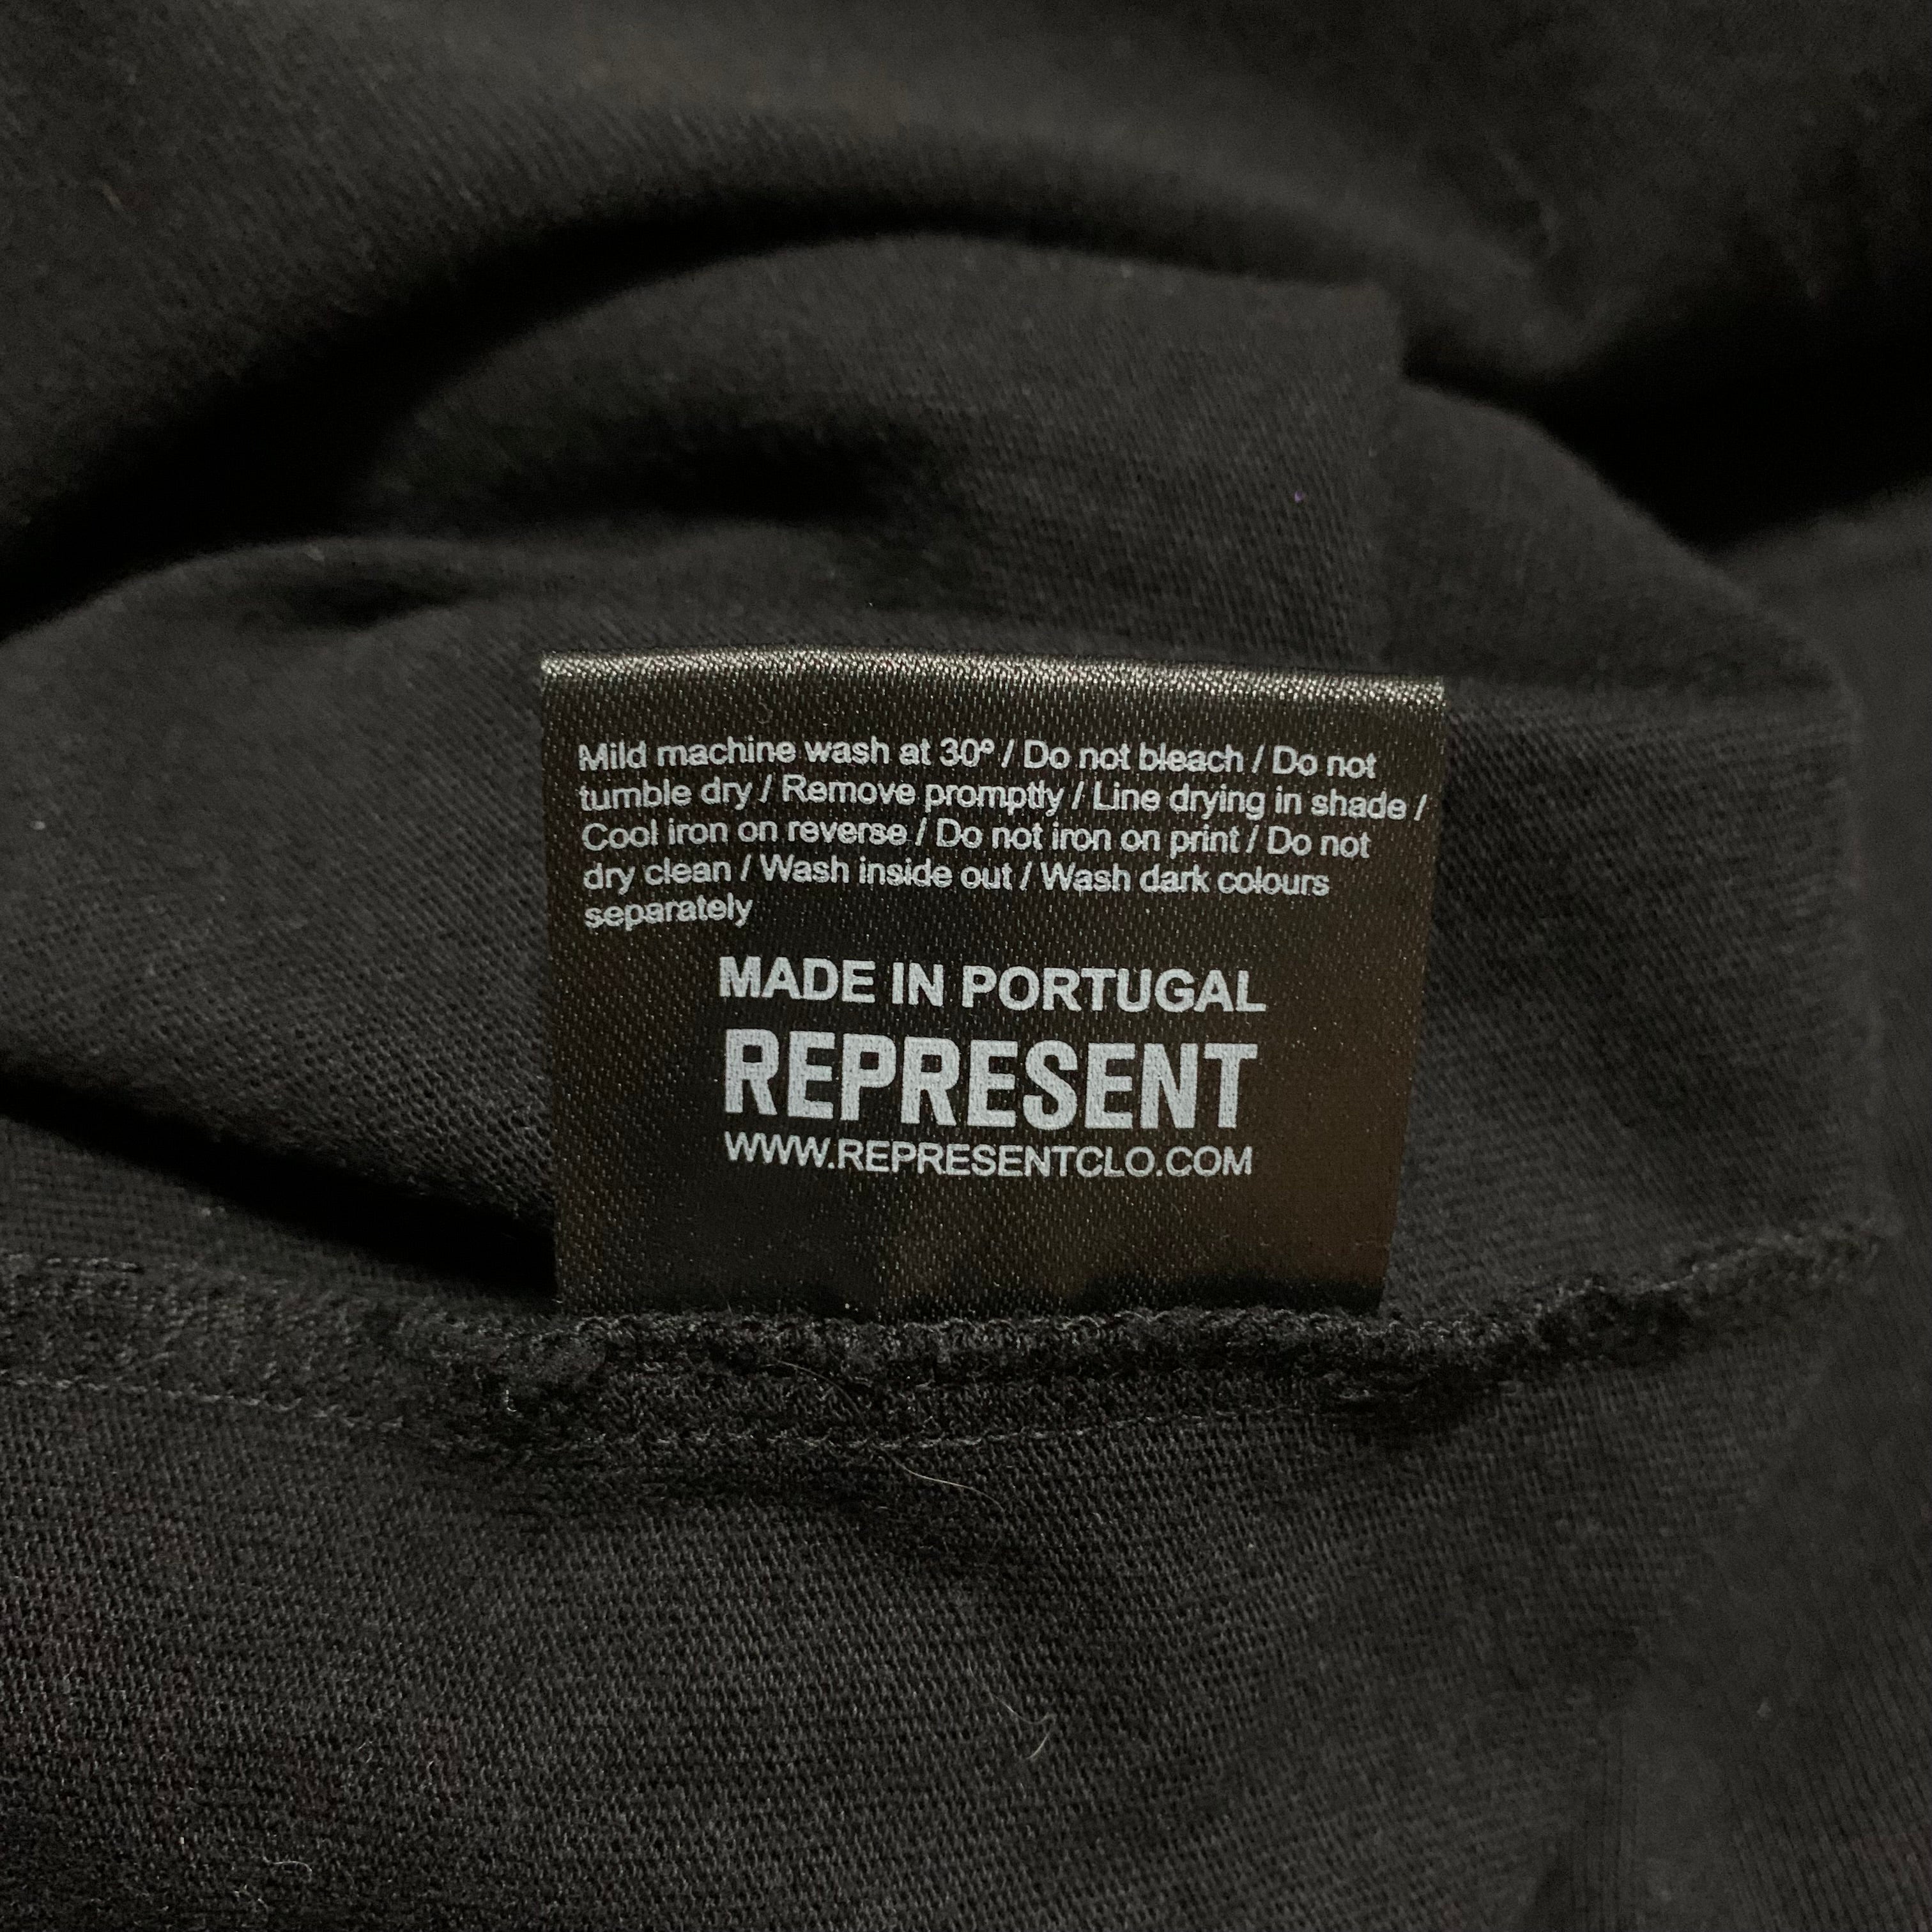 Mild machine wash at 30° / Do not bleach / Do not
tumble dry / Remove promptly / Line drying in shade /
Cool iron on reverse / Do not iron on print / Do not
dry clean / Wash inside out / Wash dark colours
separately
MADE IN PORTUGAL
REPRESENT
WWW.REPRESENTCLO.COM